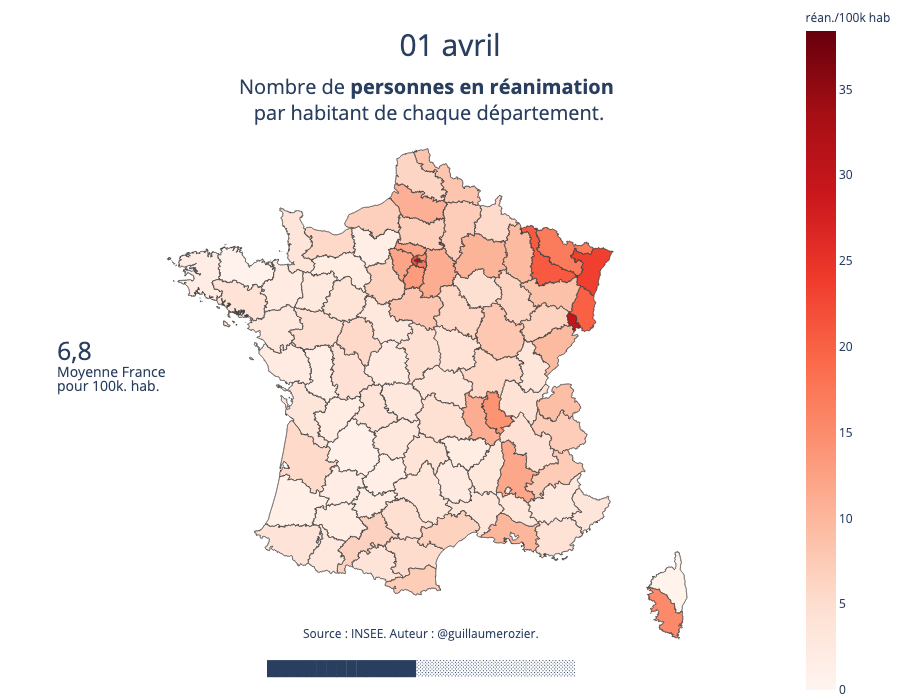 réan./100k hab
01 avril
Nombre de personnes en réanimation
par habitant de chaque département.
35
30
25
20
15
10
5
0
6,8
Moyenne France
pour 100k. hab.
Source : INSEE. Auteur : @guillaumerozier.